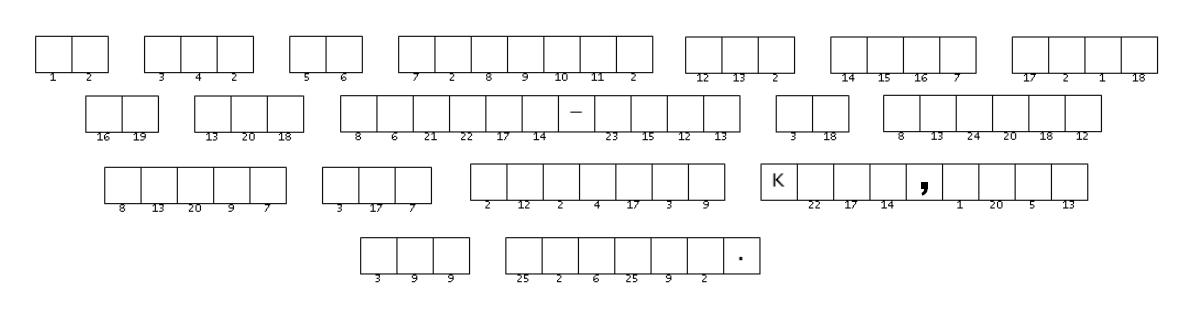 1 2 3 4 2 5 6 7 2 8 9 10 11 2 12 13 2 14 15 16 7 17 2 1 18
16 19 13 20 18 8 6 21 22 17 14 – 23 15 12 13 3 18 8 13 24 20 18 12
8 13 20 9 7 3 17 7 2 12 2 4 17 3 9 K 22 17 14 , 1 20 5 13
3 9 9 25 2 6 25 9 2 .